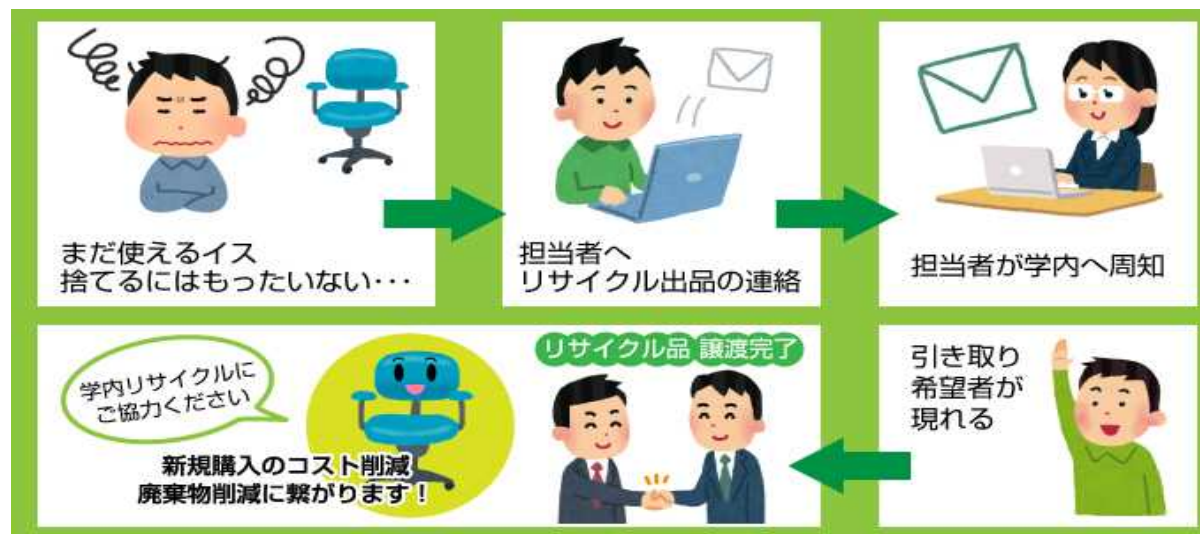 まだ使えるイス
捨てるにはもったいない･･･
担当者へ
リサイクル出品の連絡
担当者が学内へ周知
引き取り
希望者が
現れる
リサイクル品 譲渡完了
学内リサイクルに
ご協力ください
新規購入のコスト削減
廃棄物削減に繋がります！